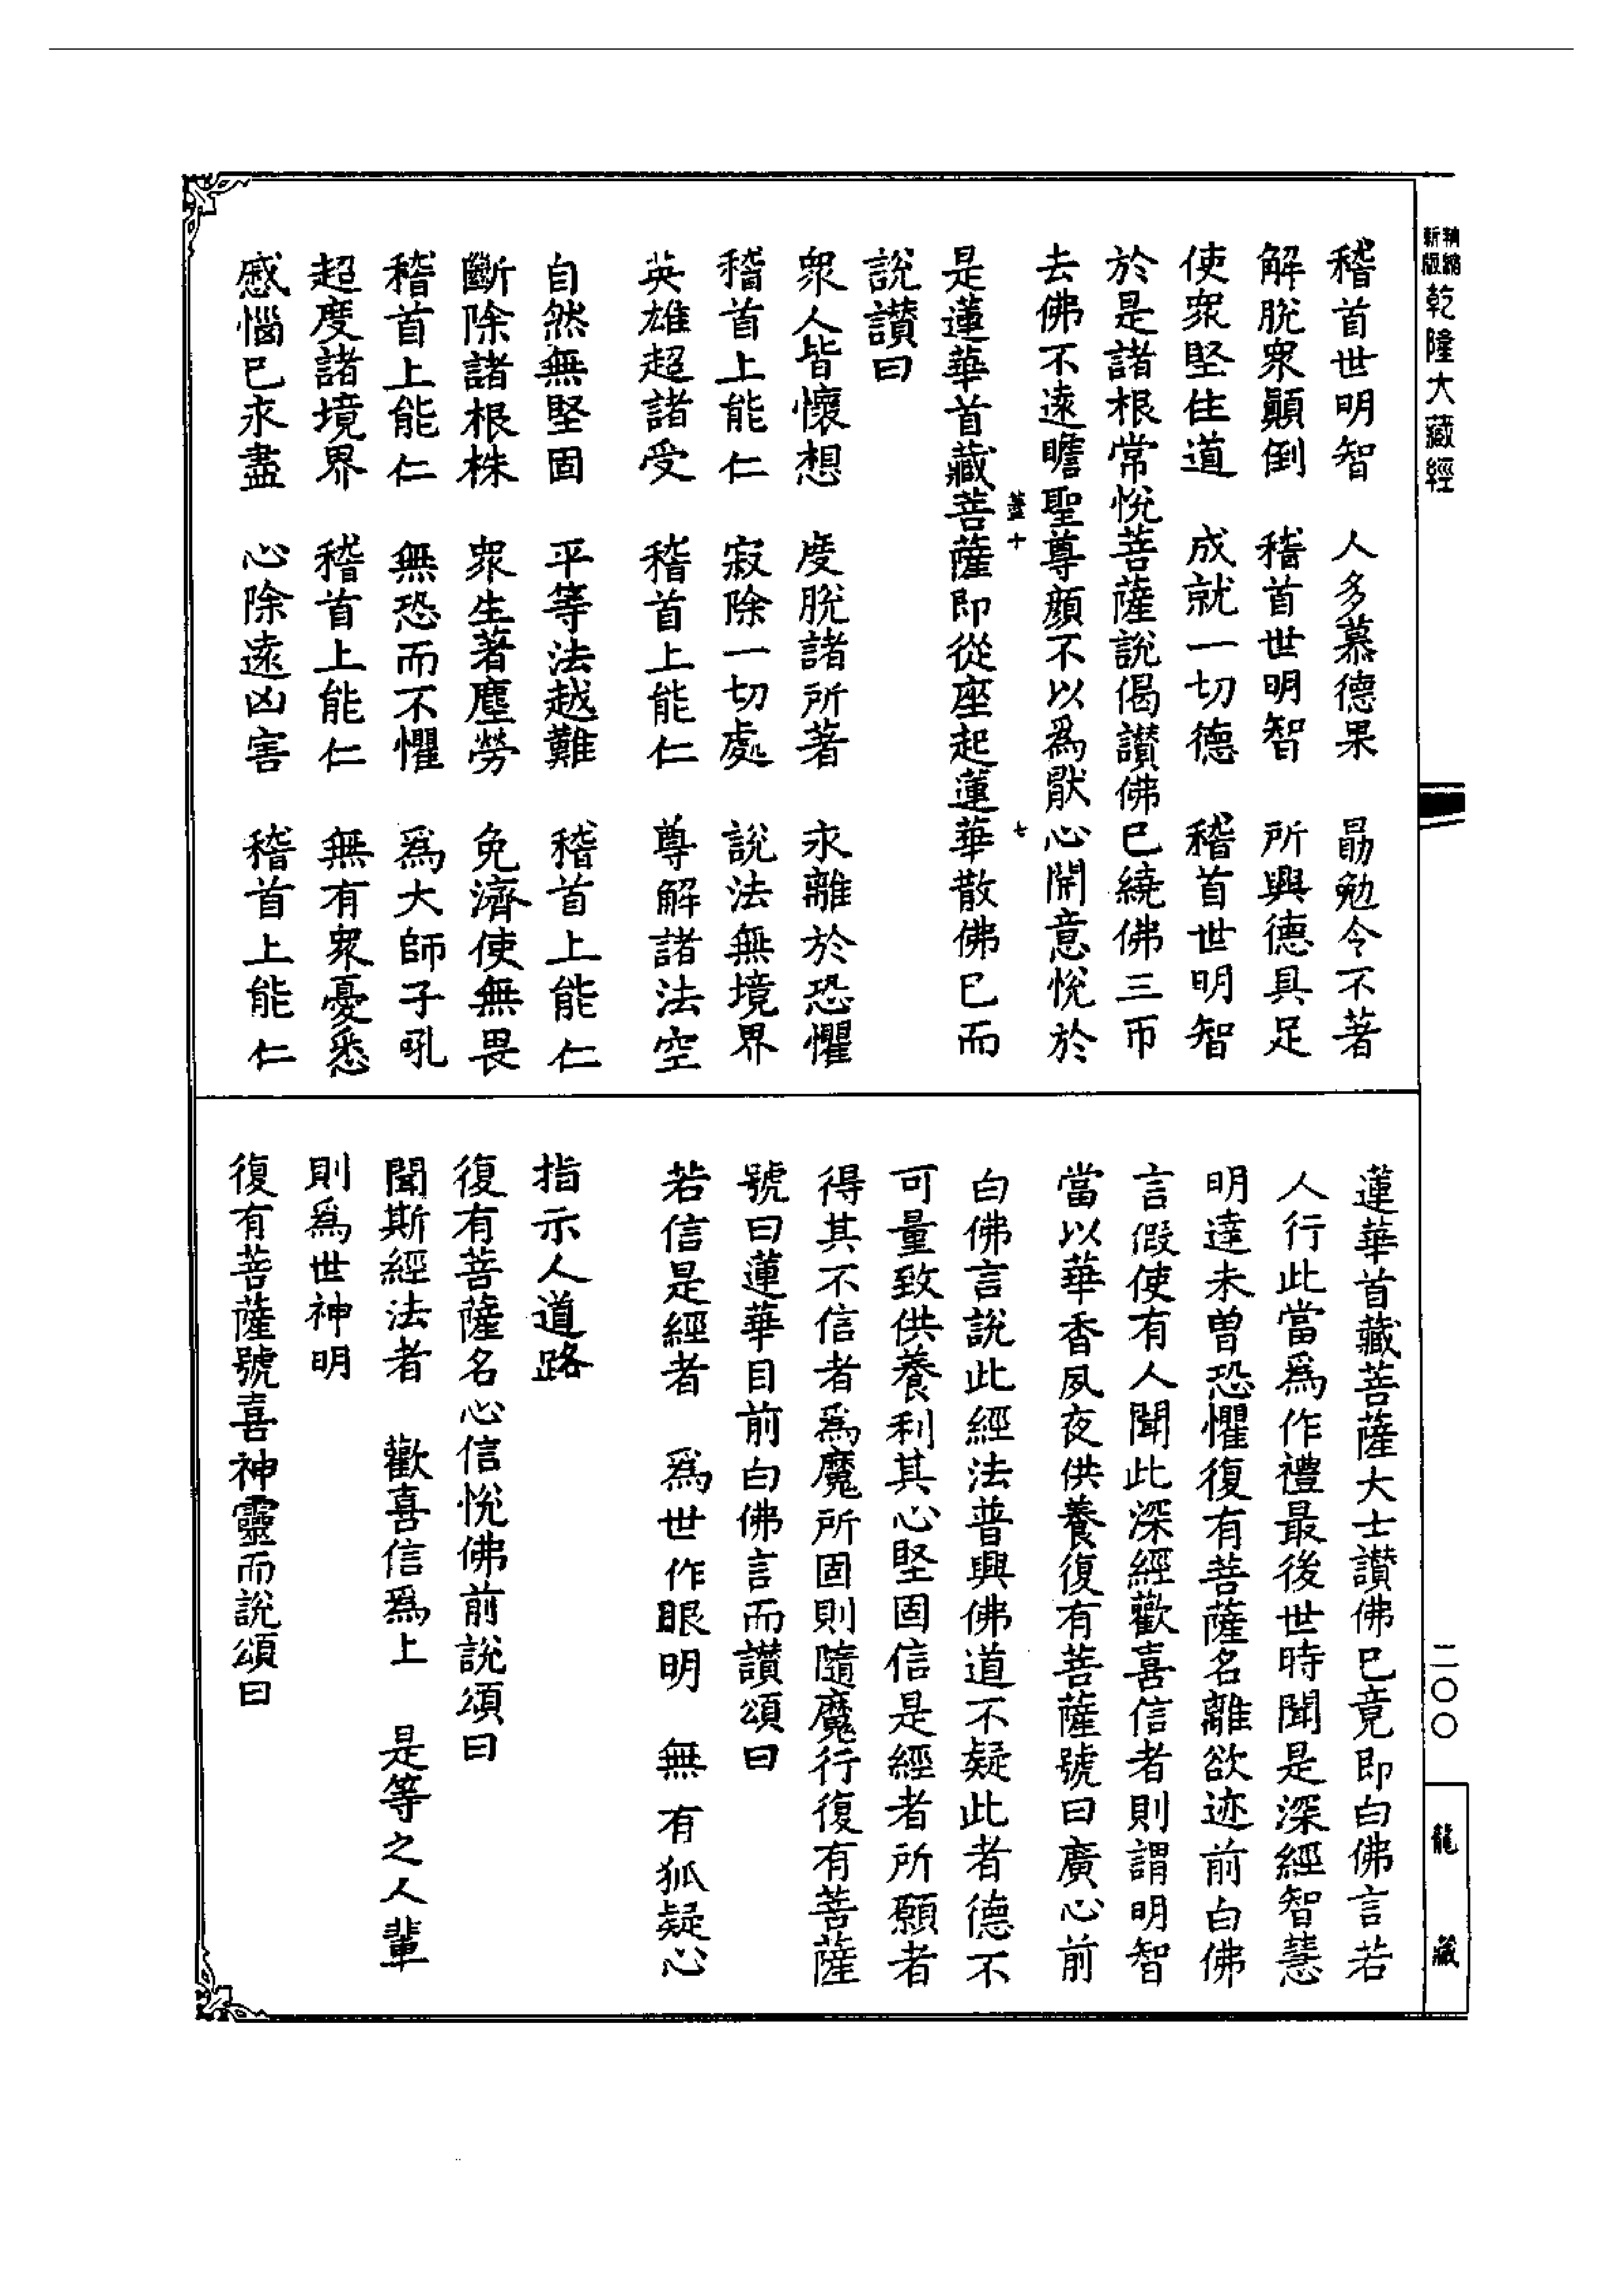 精縮新版乾隆大藏經
稽首世明智　人多慕德果　勗勉令不著
解脫衆顚倒　稽首世明智　所興德具足
使衆堅住道　成就一切德　稽首世明智
於是諸根常悅菩薩說偈讃佛已繞佛三帀
去佛不遠瞻聖尊顏不以爲厭心開意悅於
是蓮華首藏菩薩即從座起蓮華散佛已而
說讃曰
衆人皆懷想　度脫諸所著　永離於恐懼
稽首上能仁　寂除一切處　說法無境界
英雄超諸受　稽首上能仁　尊解諸法空
自然無堅固　平等法越難　稽首上能仁
斷除諸根株　衆生著塵勞　免濟使無畏
稽首上能仁　無恐而不懼　爲大師子吼
超度諸境界　稽首上能仁　無有衆憂悉
慼惱已永盡　心除遠凶害　稽首上能仁
蓮華首藏菩薩大士讃佛已竟即白佛言若
人行此當爲作禮最後世時聞是深經智慧
明達未曾恐懼復有菩薩名離欲迹前白佛
言假使有人聞此深經歡喜信者則謂明智
當以華香夙夜供養復有菩薩號曰廣心前
白佛言說此經法普興佛道不疑此者德不
可量致供養利其心堅固信是經者所願者
得其不信者爲魔所固則隨魔行復有菩薩
號曰蓮華目前白佛言而讃頌曰
若信是經者　爲世作眼明　無有狐疑心
指示人道路
復有菩薩名心信悅佛前說頌曰
聞斯經法者　歡喜信爲上　是等之人輩
則爲世神明
復有菩薩號喜神靈而說頌曰
二〇〇
龍藏